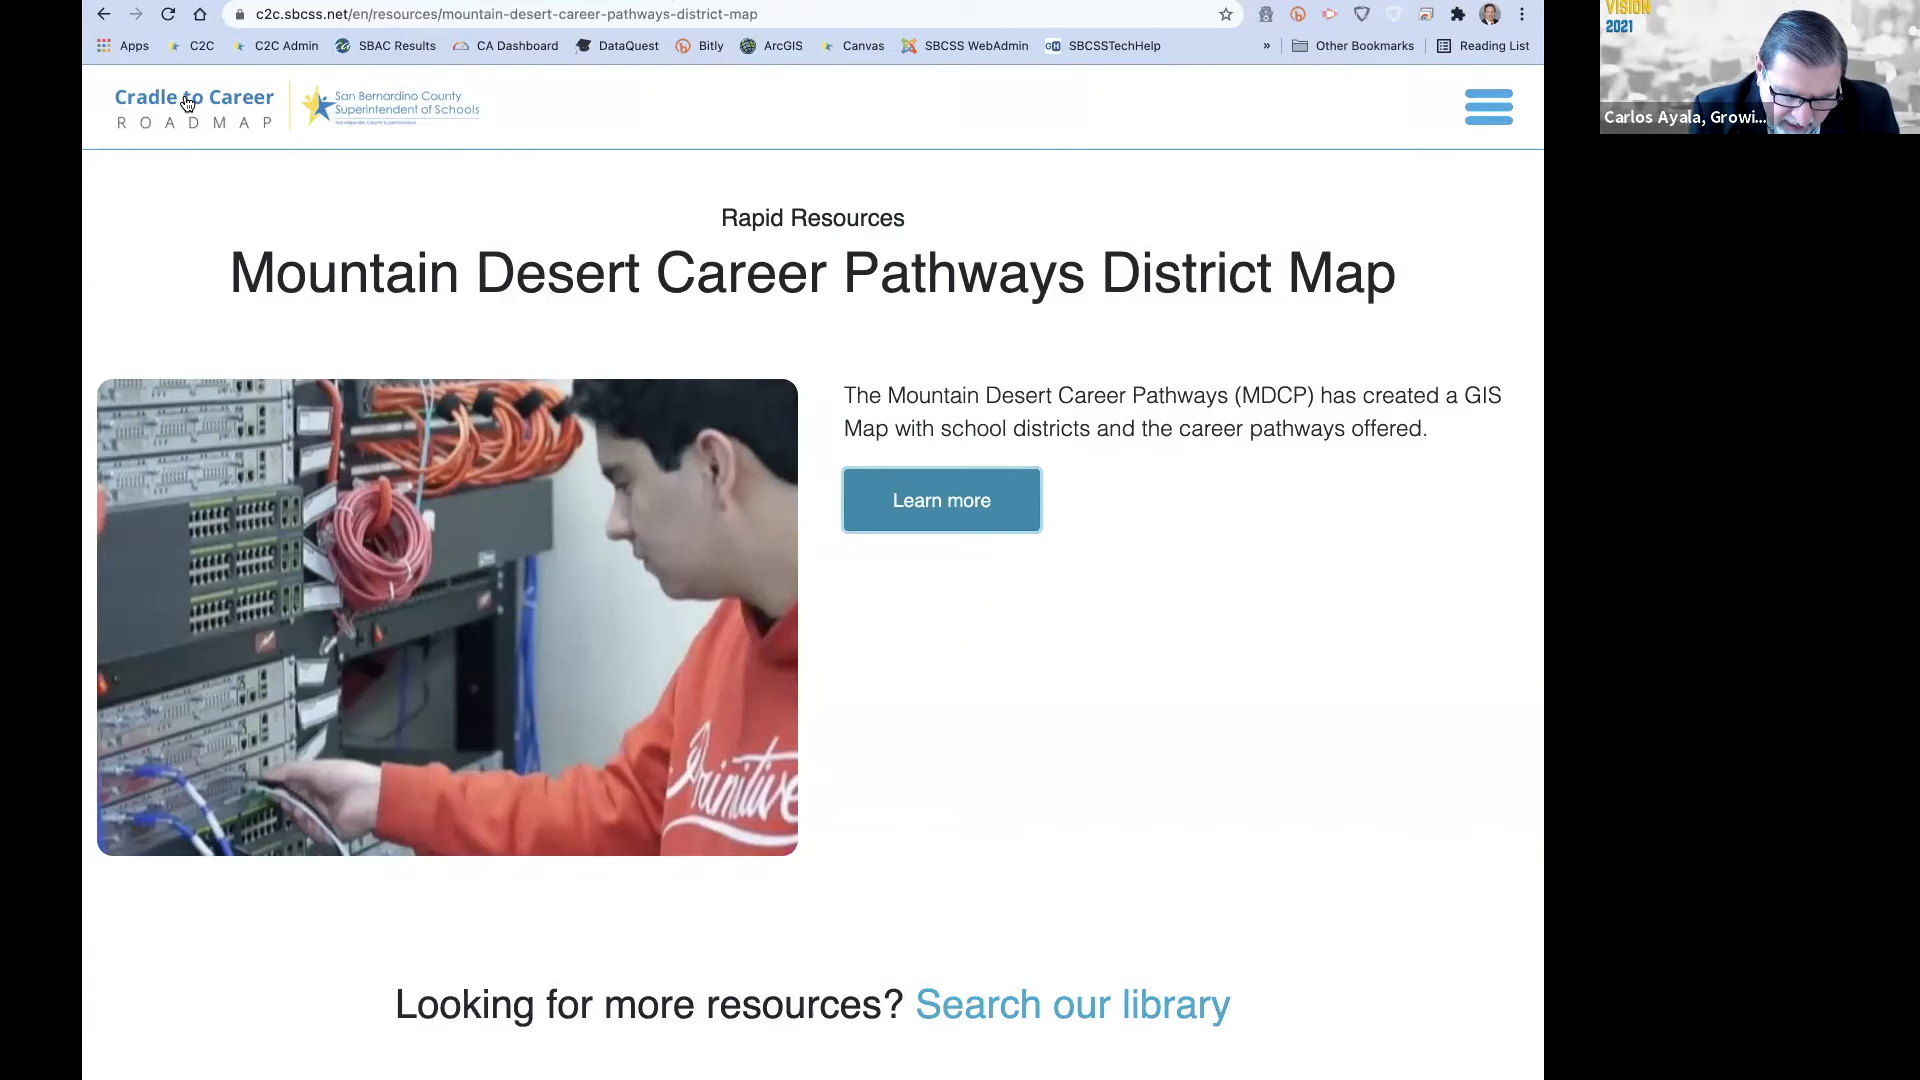 c2c.sbcss.net/en/resources/mountain-desert-career-pathways-district-map
Apps C2C C2C Admin SBAC Results CA Dashboard DataQuest Bitly ArcGIS Canvas SBCSS WebAdmin SBCSSTechHelp » Other Bookmarks Reading List
VISION
2021
Carlos Ayala, Growi...
Cradle to Career
ROADMAP
San Bernardino County
Superintendent of Schools
Rapid Resources
Mountain Desert Career Pathways District Map
The Mountain Desert Career Pathways (MDCP) has created a GIS
Map with school districts and the career pathways offered.
Learn more
Primitive
Looking for more resources? Search our library